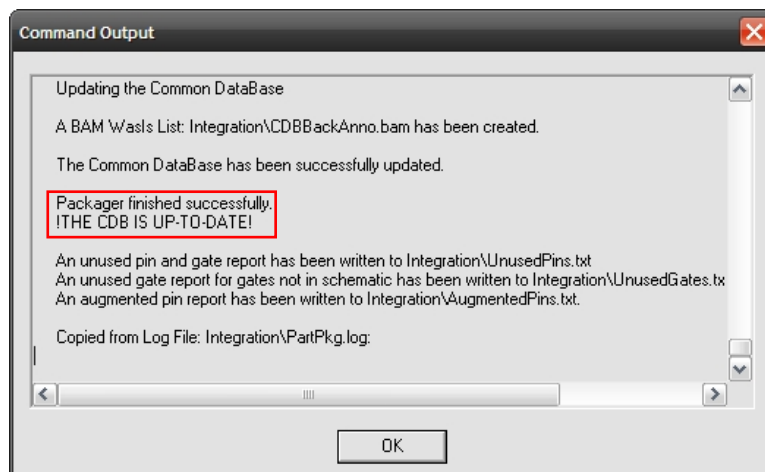 Command Output
Updating the Common DataBase
A BAM WasIs List: Integration\CDBBackAnno.bam has been created.
The Common DataBase has been successfully updated.
Packager finished successfully.
!THE CDB IS UP-TO-DATE!
An unused pin and gate report has been written to Integration\UnusedPins.txt
An unused gate report for gates not in schematic has been written to Integration\UnusedGates.tx
An augmented pin report has been written to Integration\AugmentedPins.txt.
Copied from Log File: Integration\PartPkg.log:
OK